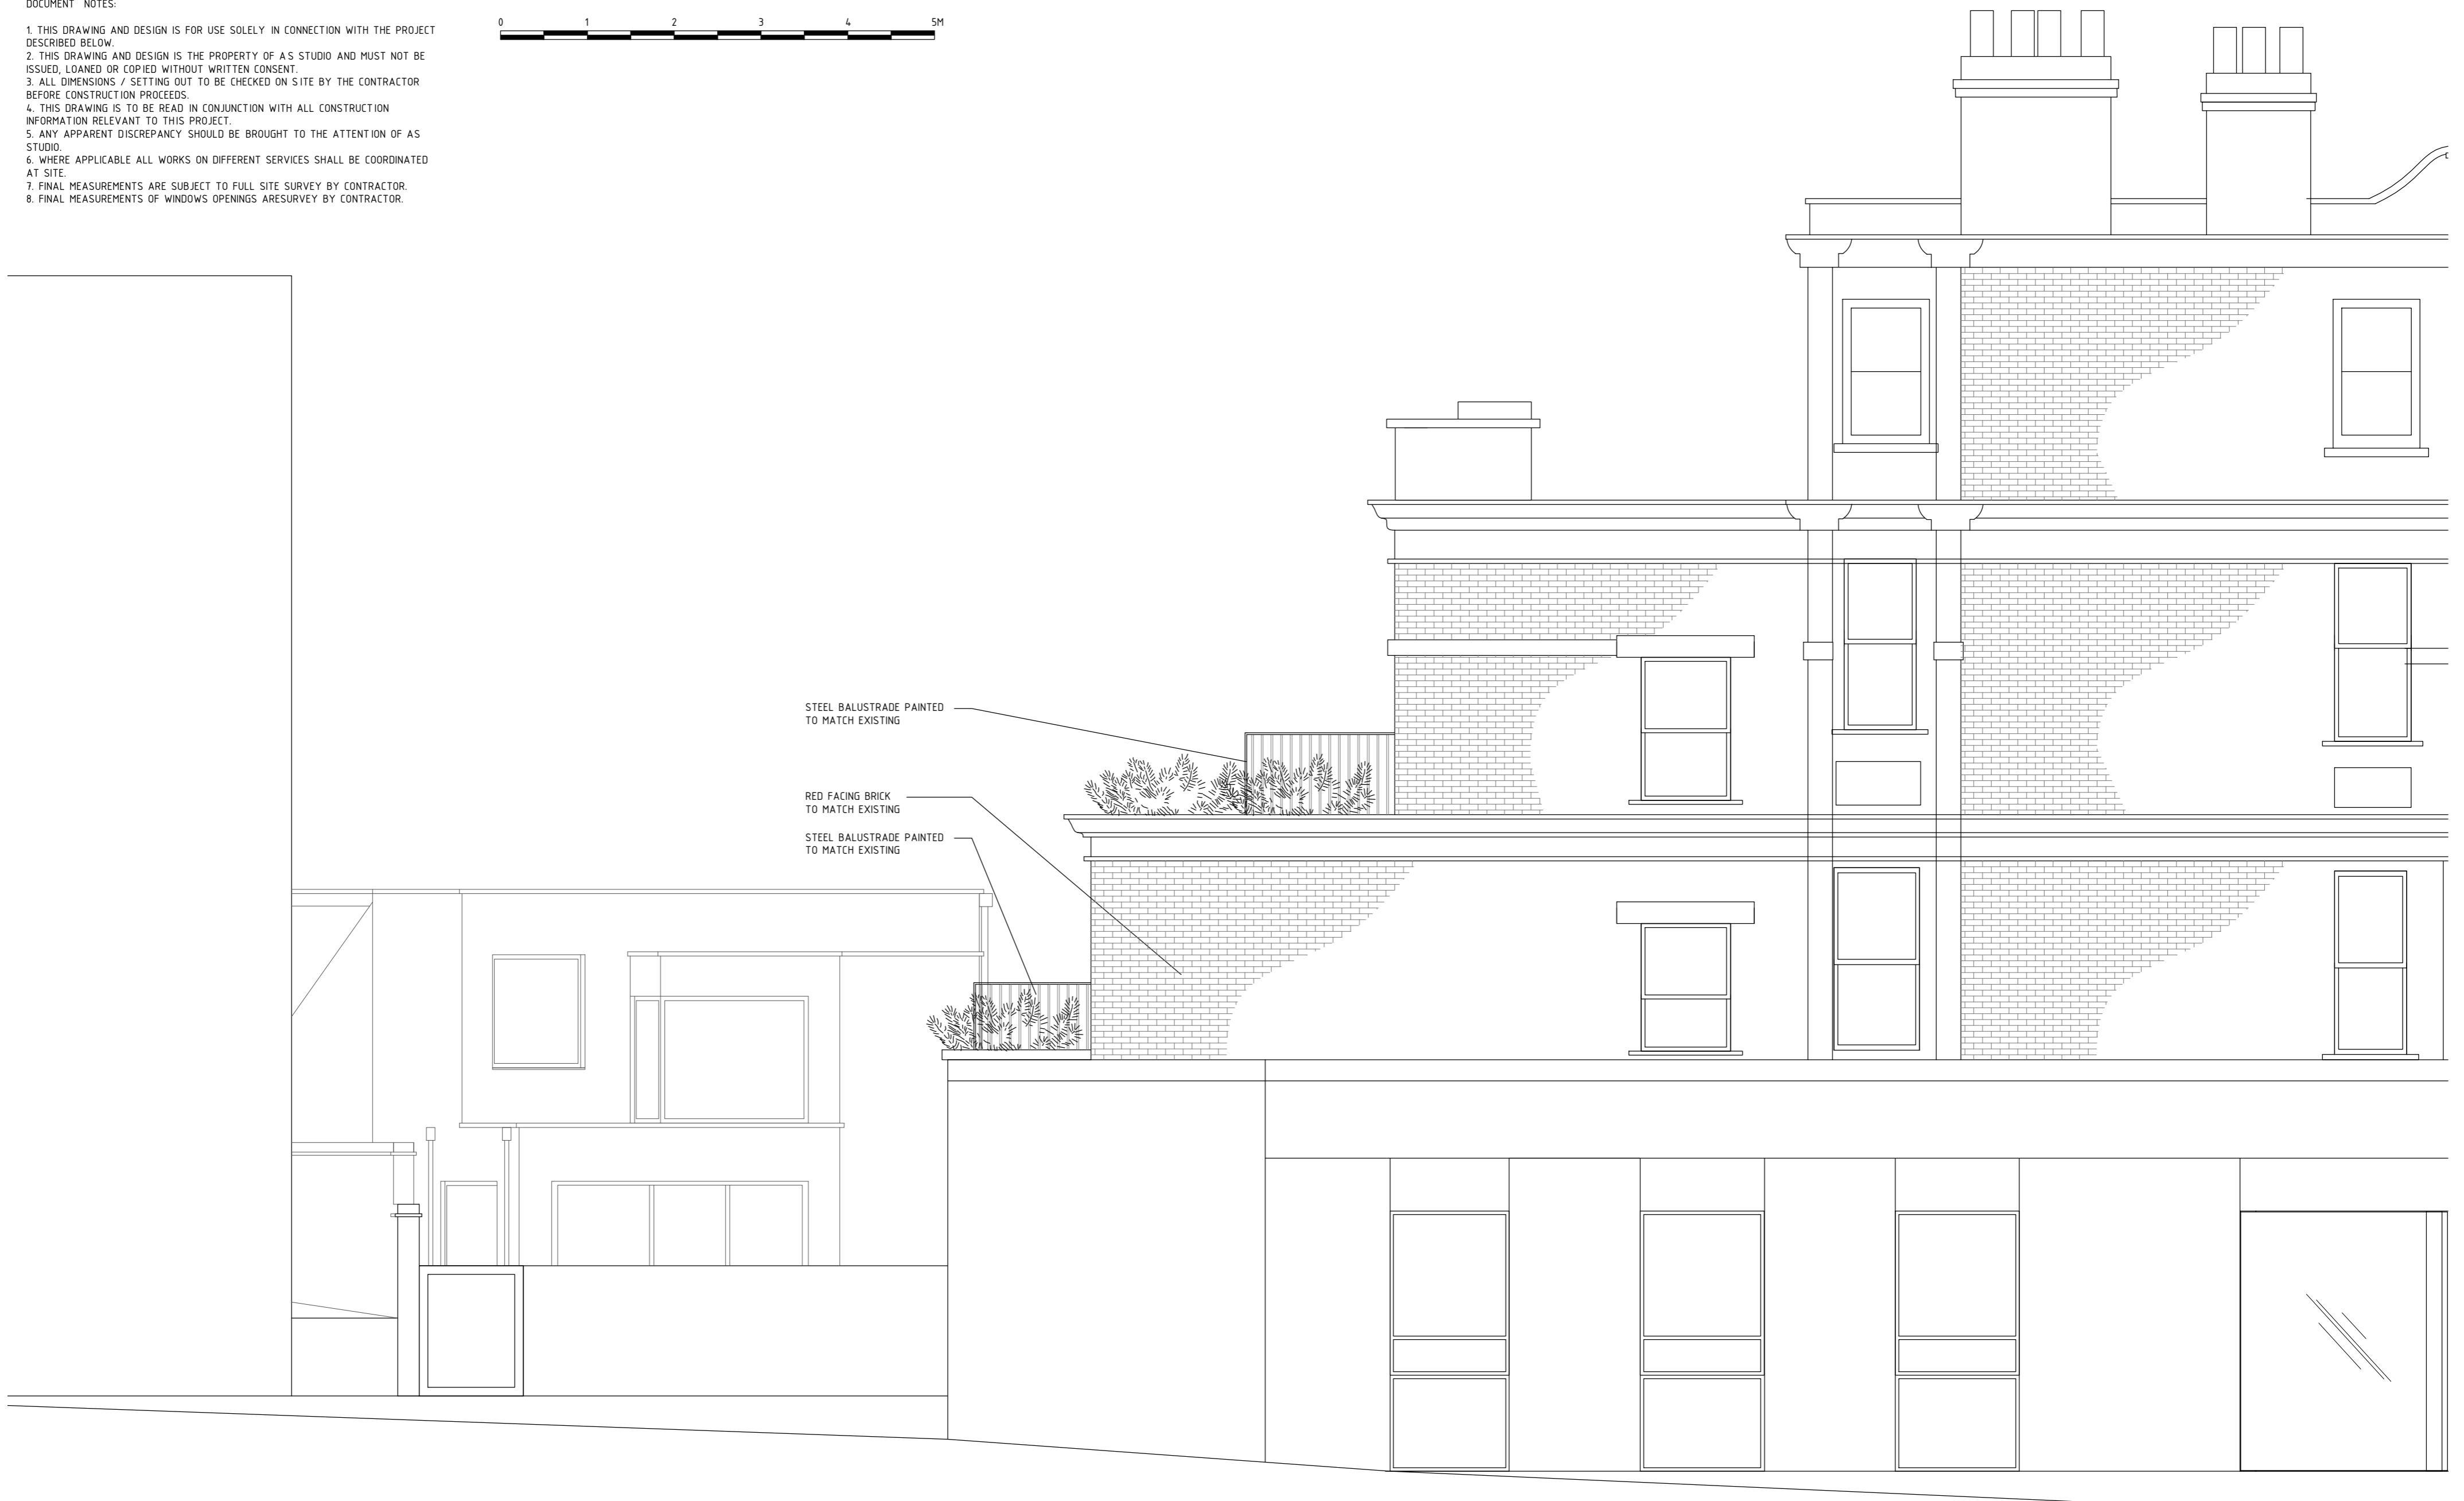 DOCUMENT NOTES:
1. THIS DRAWING AND DESIGN IS FOR USE SOLELY IN CONNECTION WITH THE PROJECT
DESCRIBED BELOW.
2. THIS DRAWING AND DESIGN IS THE PROPERTY OF AS STUDIO AND MUST NOT BE
ISSUED, LOANED OR COPIED WITHOUT WRITTEN CONSENT.
3. ALL DIMENSIONS / SETTING OUT TO BE CHECKED ON SITE BY THE CONTRACTOR
BEFORE CONSTRUCTION PROCEEDS.
4. THIS DRAWING IS TO BE READ IN CONJUNCTION WITH ALL CONSTRUCTION
INFORMATION RELEVANT TO THIS PROJECT.
5. ANY APPARENT DISCREPANCY SHOULD BE BROUGHT TO THE ATTENTION OF AS
STUDIO.
6. WHERE APPLICABLE ALL WORKS ON DIFFERENT SERVICES SHALL BE COORDINATED
AT SITE.
7. FINAL MEASUREMENTS ARE SUBJECT TO FULL SITE SURVEY BY CONTRACTOR.
8. FINAL MEASUREMENTS OF WINDOWS OPENINGS ARESURVEY BY CONTRACTOR.
0 1 2 3 4 5M
STEEL BALUSTRADE PAINTED
TO MATCH EXISTING
RED FACING BRICK
TO MATCH EXISTING
STEEL BALUSTRADE PAINTED
TO MATCH EXISTING